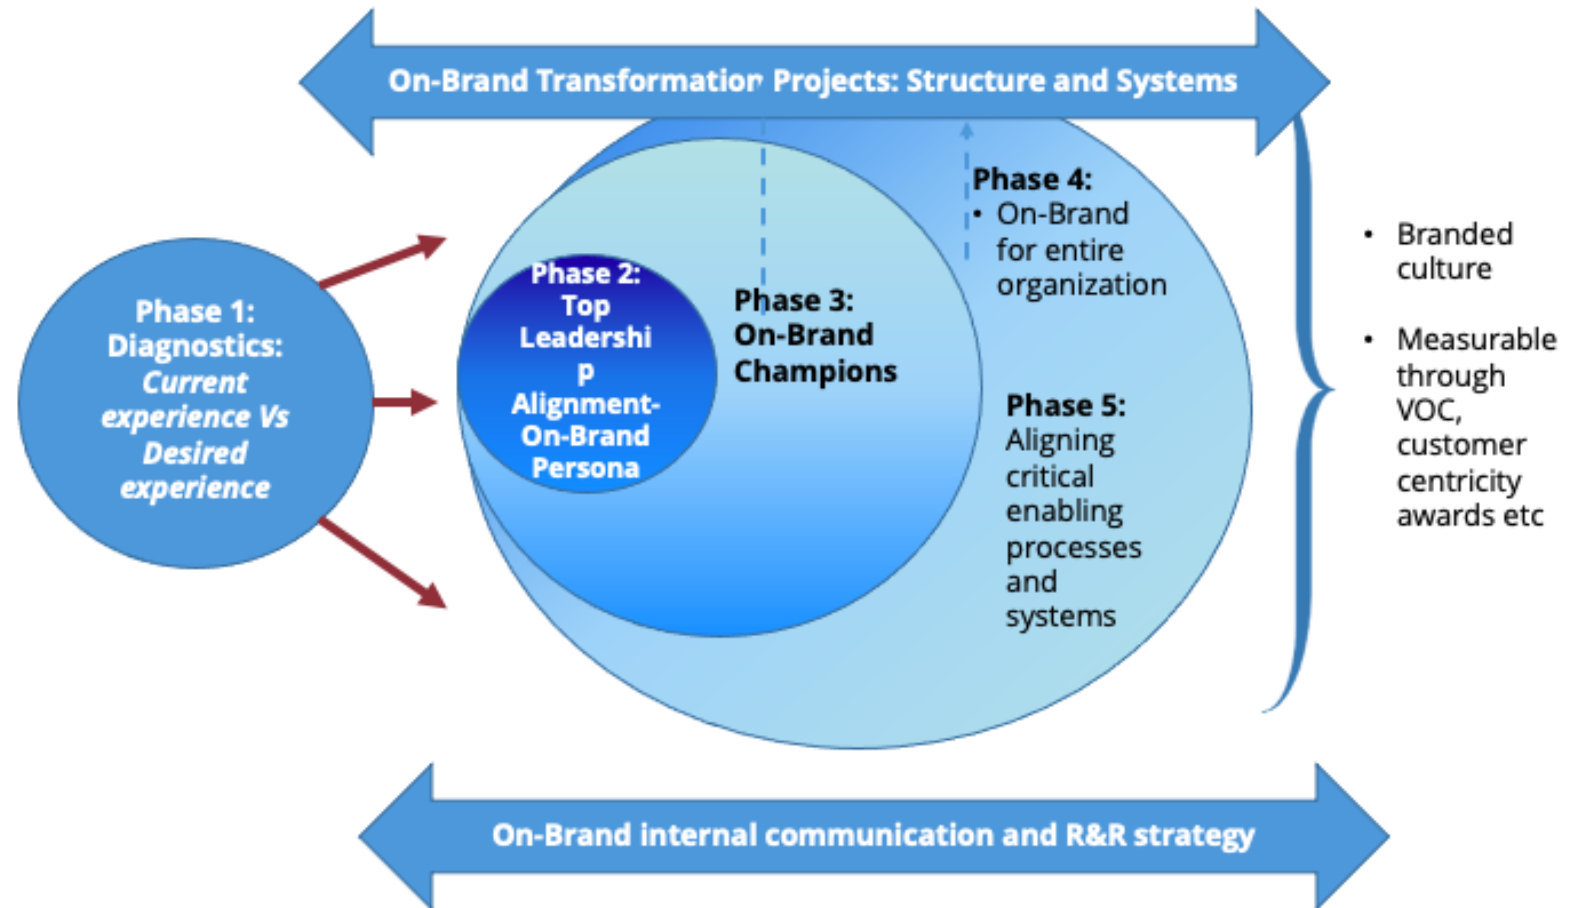 On-Brand Transformation Projects: Structure and Systems
Phase 1:
Diagnostics:
Current
experience Vs
Desired
experience
Phase 2:
Top
Leadershi
p
Alignment-
On-Brand
Persona
Phase 3:
On-Brand
Champions
Phase 4:
• On-Brand
for entire
organization
Phase 5:
Aligning
critical
enabling
processes
and
systems
• Branded
culture
• Measurable
through
VOC,
customer
centricity
awards etc
On-Brand internal communication and R&R strategy